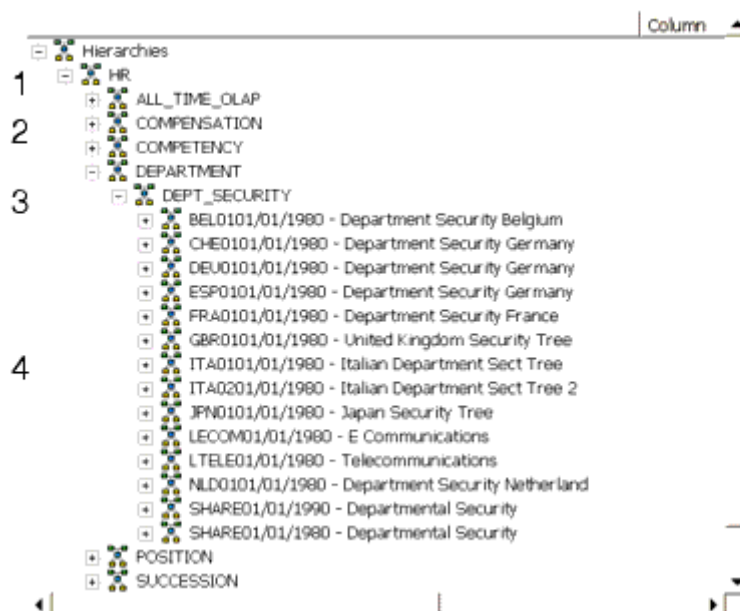 Column
Hierarchies
1
HR
ALL_TIME_OLAP
2
COMPENSATION
COMPETENCY
DEPARTMENT
3
DEPT_SECURITY
BEL0101/01/1980 - Department Security Belgium
CHE0101/01/1980 - Department Security Germany
DEU0101/01/1980 - Department Security Germany
ESP0101/01/1980 - Department Security Germany
FRA0101/01/1980 - Department Security France
GBR0101/01/1980 - United Kingdom Security Tree
4
ITA0101/01/1980 - Italian Department Sect Tree
ITA0201/01/1980 - Italian Department Sect Tree 2
JPN0101/01/1980 - Japan Security Tree
LECOM01/01/1980 - E Communications
LTELE01/01/1980 - Telecommunications
NLD0101/01/1980 - Department Security Netherland
SHARE01/01/1990 - Departmental Security
SHARE01/01/1980 - Departmental Security
POSITION
SUCCESSION